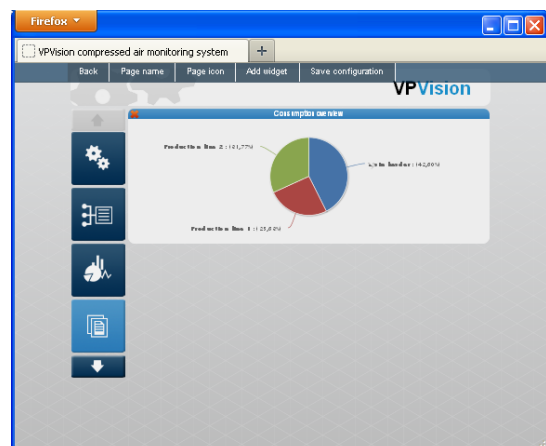 Firefox
VPVision compressed air monitoring system
Back Page name Page icon Add widget Save configuration
VPVision
Consumption overview
Production line 2
Production line 1